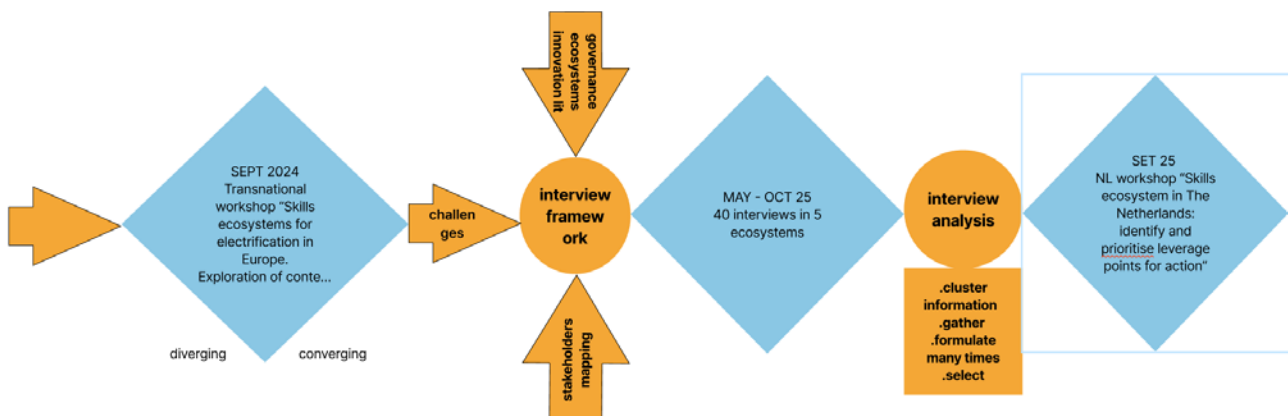 SEPT 2024
Transnational
workshop “Skills
ecosystems for
electrification in
Europe.
Exploration of conte...
diverging
converging
challen
ges
governance
ecosystems
innovation lit
interview
framew
ork
stakeholders
mapping
MAY - OCT 25
40 interviews in 5
ecosystems
interview
analysis
.cluster
information
.gather
.formulate
many times
.select
SET 25
NL workshop “Skills
ecosystem in The
Netherlands:
identify and
prioritise leverage
points for action”